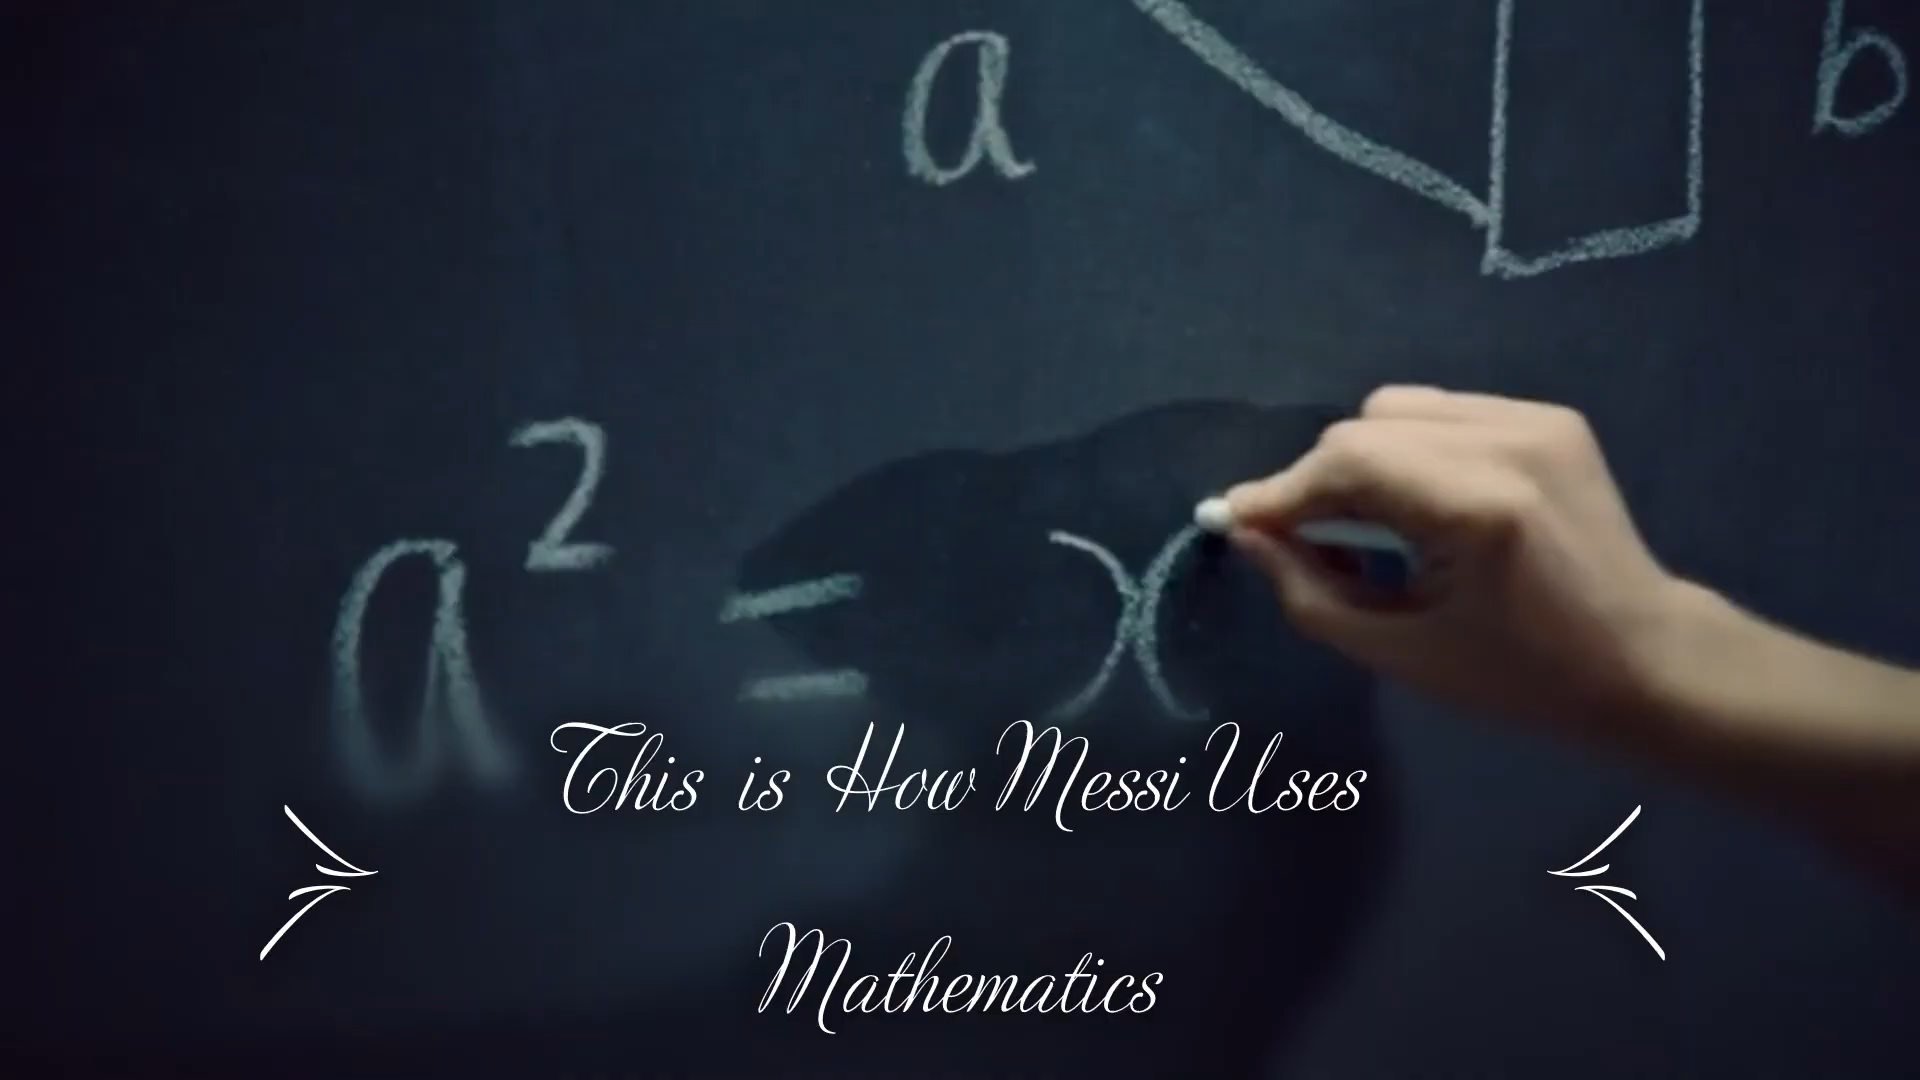 a
b
a² = x
This is How Messi Uses
Mathematics